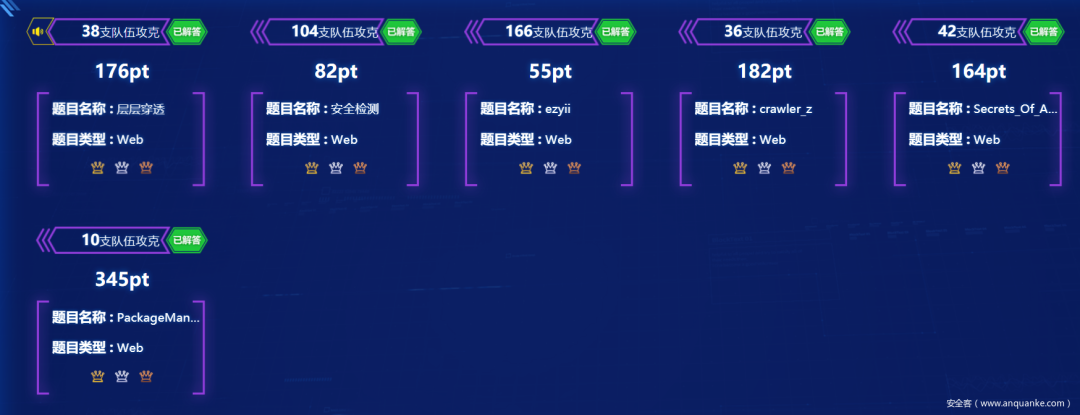 38支队伍攻克 已解答
176pt
题目名称 : 层层穿透
题目类型 : Web
104支队伍攻克 已解答
82pt
题目名称 : 安全检测
题目类型 : Web
166支队伍攻克 已解答
55pt
题目名称 : ezyii
题目类型 : Web
36支队伍攻克 已解答
182pt
题目名称 : crawler_z
题目类型 : Web
42支队伍攻克 已解答
164pt
题目名称 : Secrets_Of_A...
题目类型 : Web
10支队伍攻克 已解答
345pt
题目名称 : PackageMan...
题目类型 : Web
安全客（www.anquanke.com）